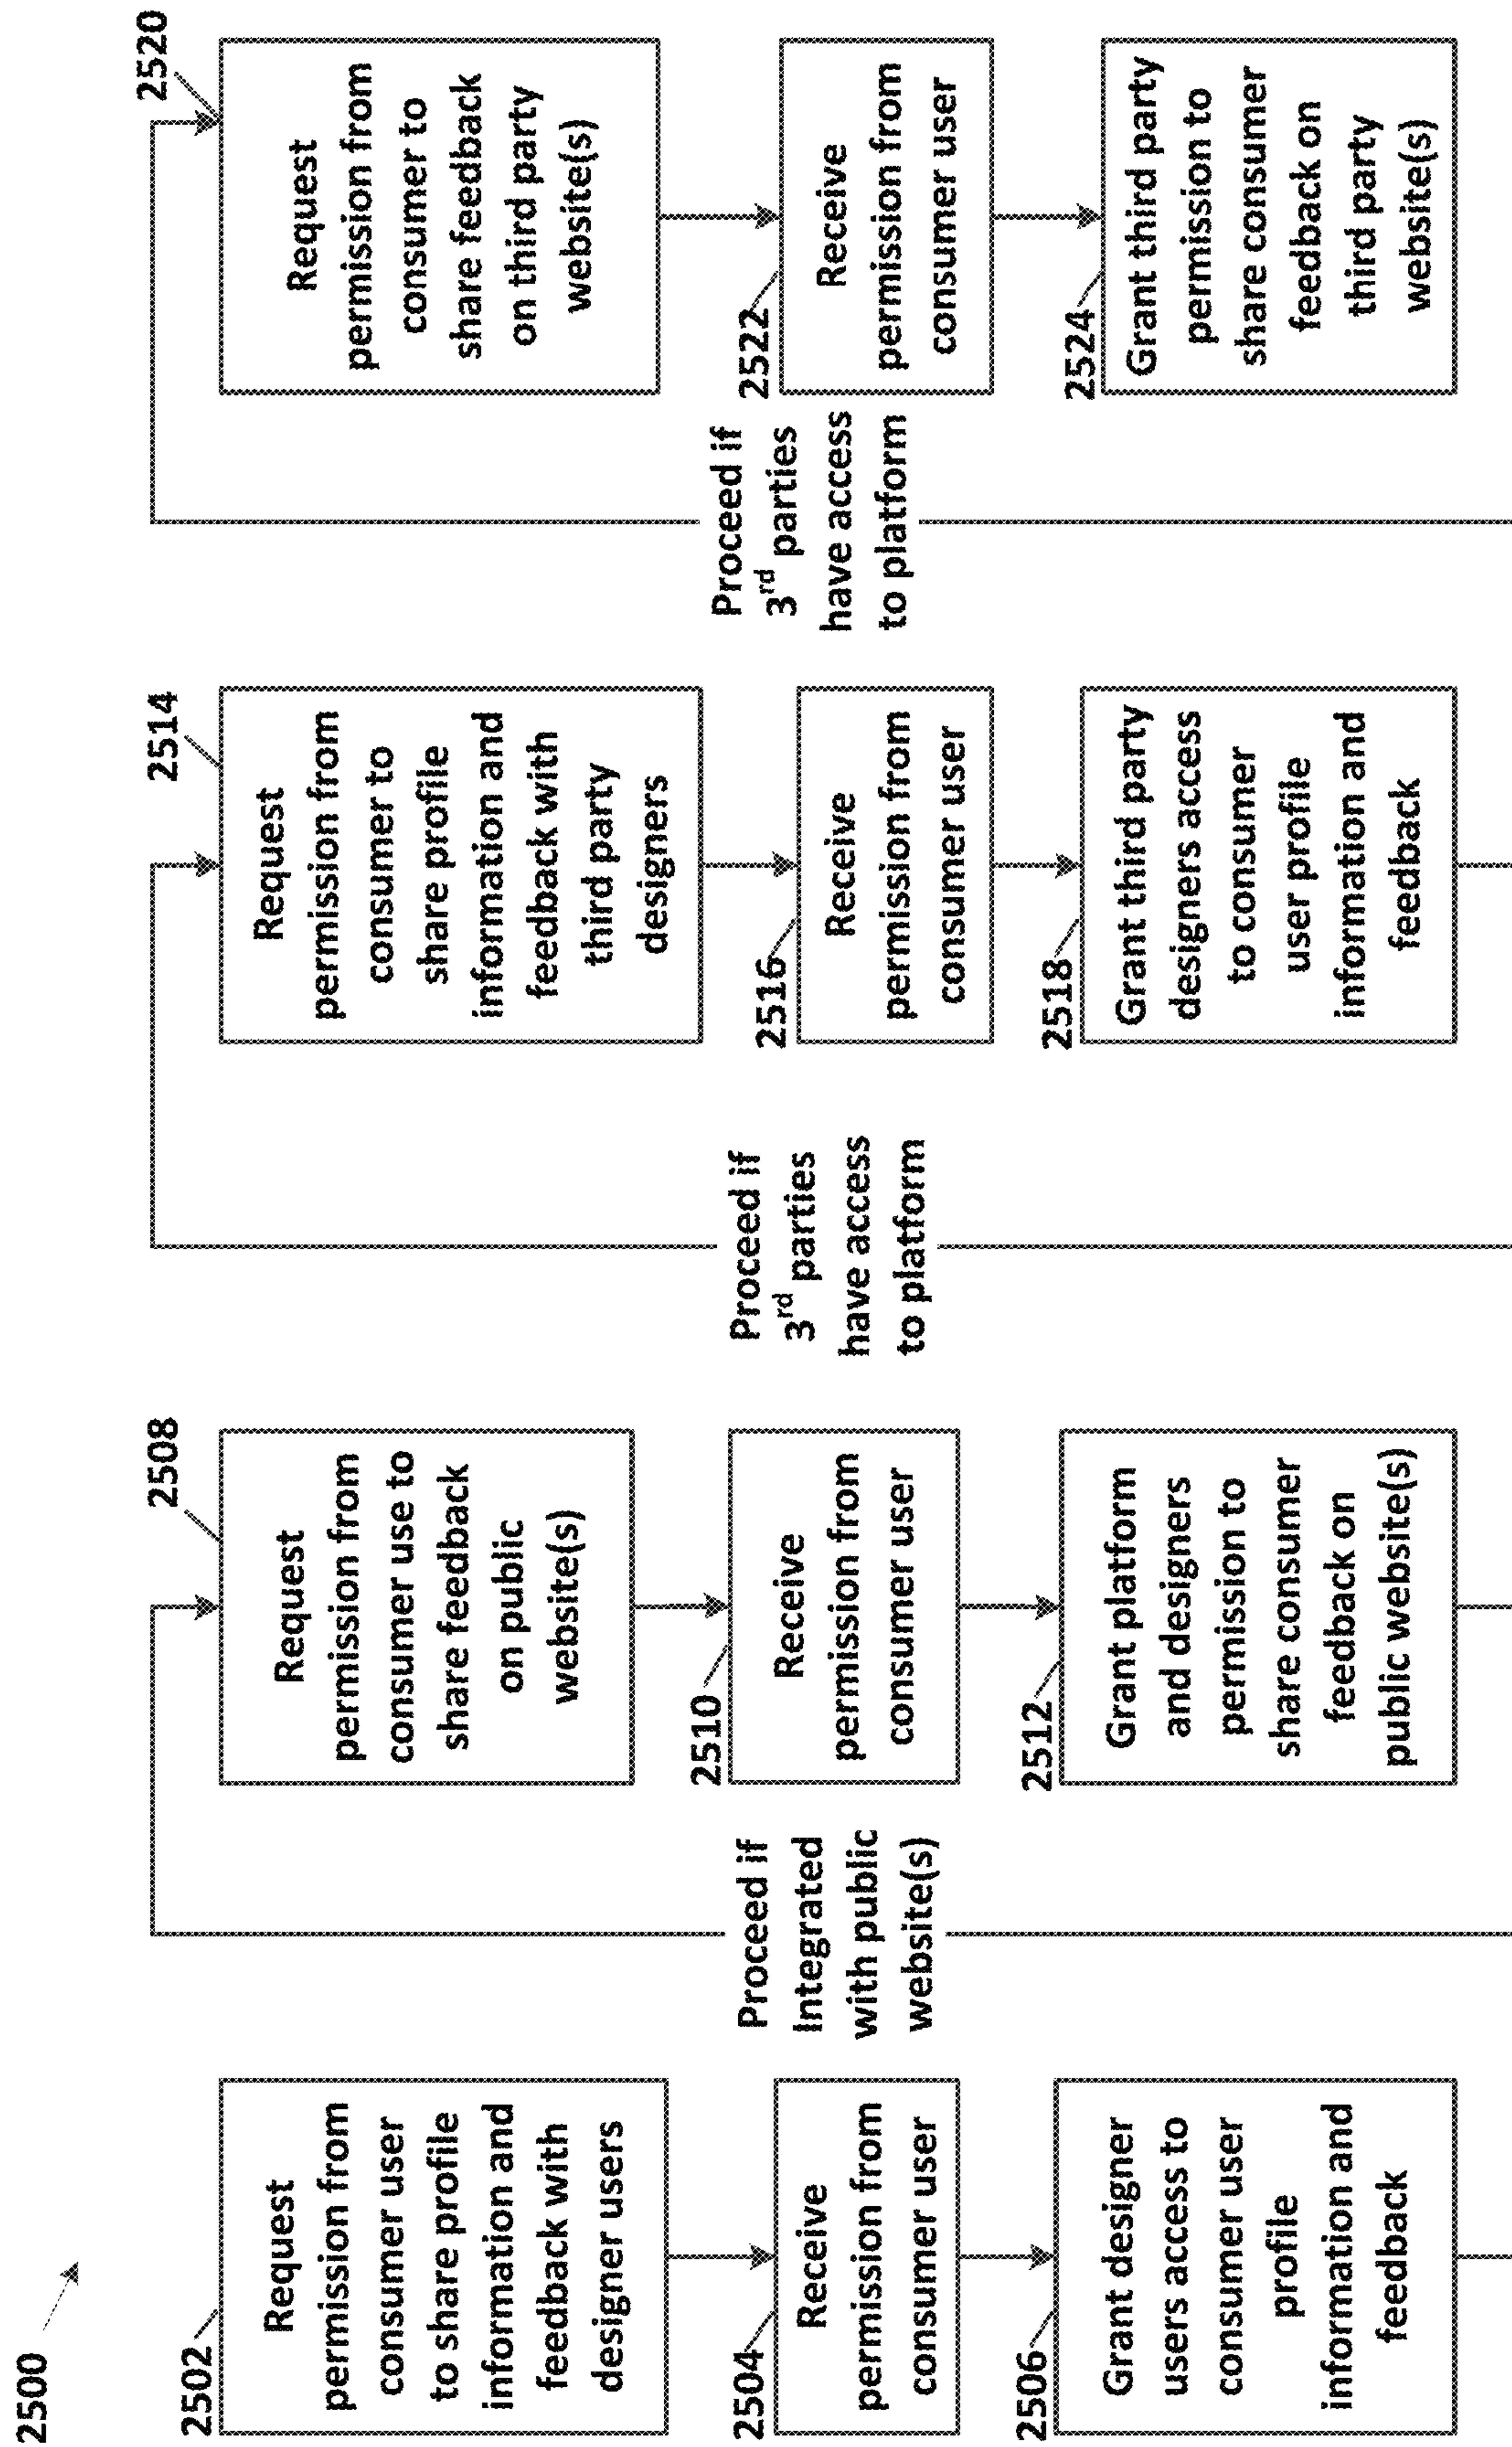 2500
2502
Request
permission from
consumer user
to share profile
information and
feedback with
designer users
2504
Receive
permission from
consumer user
2506
Grant designer
users access to
consumer user
profile
information and
feedback
Proceed if
Integrated
with public
website(s)
2508
Request
permission from
consumer use to
share feedback
on public
website(s)
2510
Receive
permission from
consumer user
2512
Grant platform
and designers
permission to
share consumer
feedback on
public website(s)
Proceed if
3rd parties
have access
to platform
2514
Request
permission from
consumer to
share profile
information and
feedback with
third party
designers
2516
Receive
permission from
consumer user
2518
Grant third party
designers access
to consumer
user profile
information and
feedback
Proceed if
3rd parties
have access
to platform
2520
Request
permission from
consumer to
share feedback
on third party
website(s)
2522
Receive
permission from
consumer user
2524
Grant third party
permission to
share consumer
feedback on
third party
website(s)